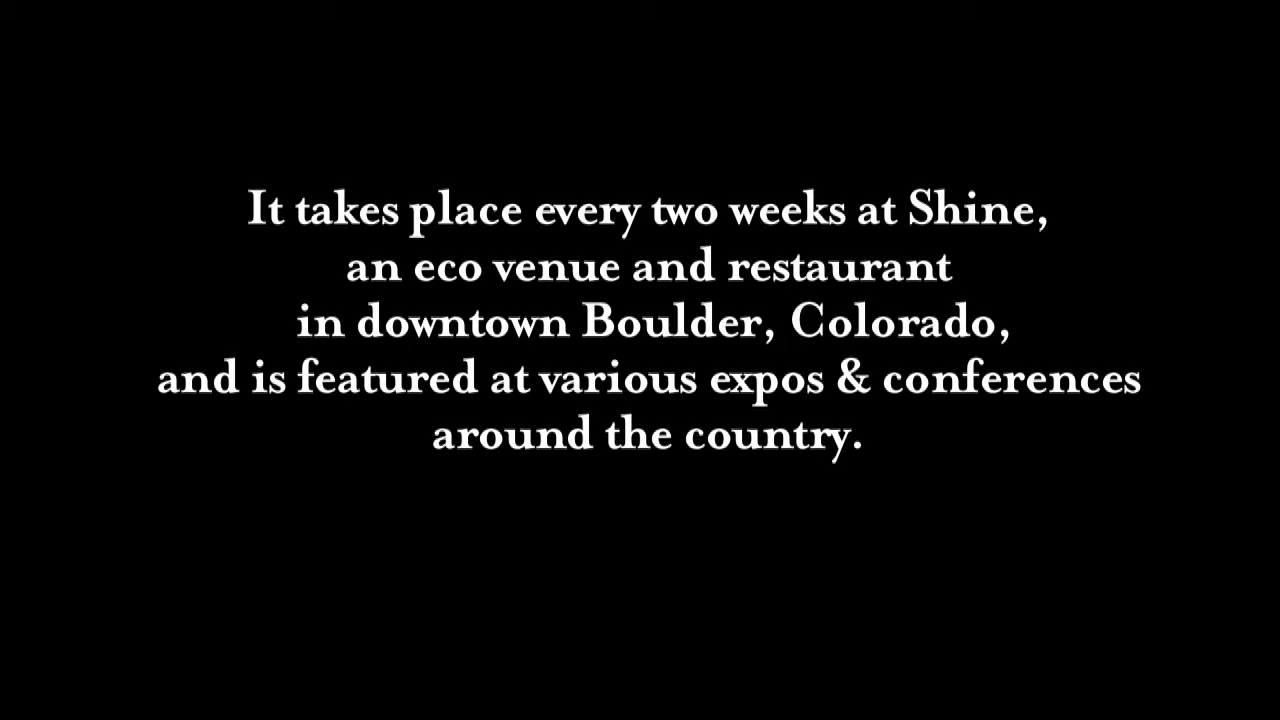 It takes place every two weeks at Shine,
an eco venue and restaurant
in downtown Boulder, Colorado,
and is featured at various expos & conferences
around the country.